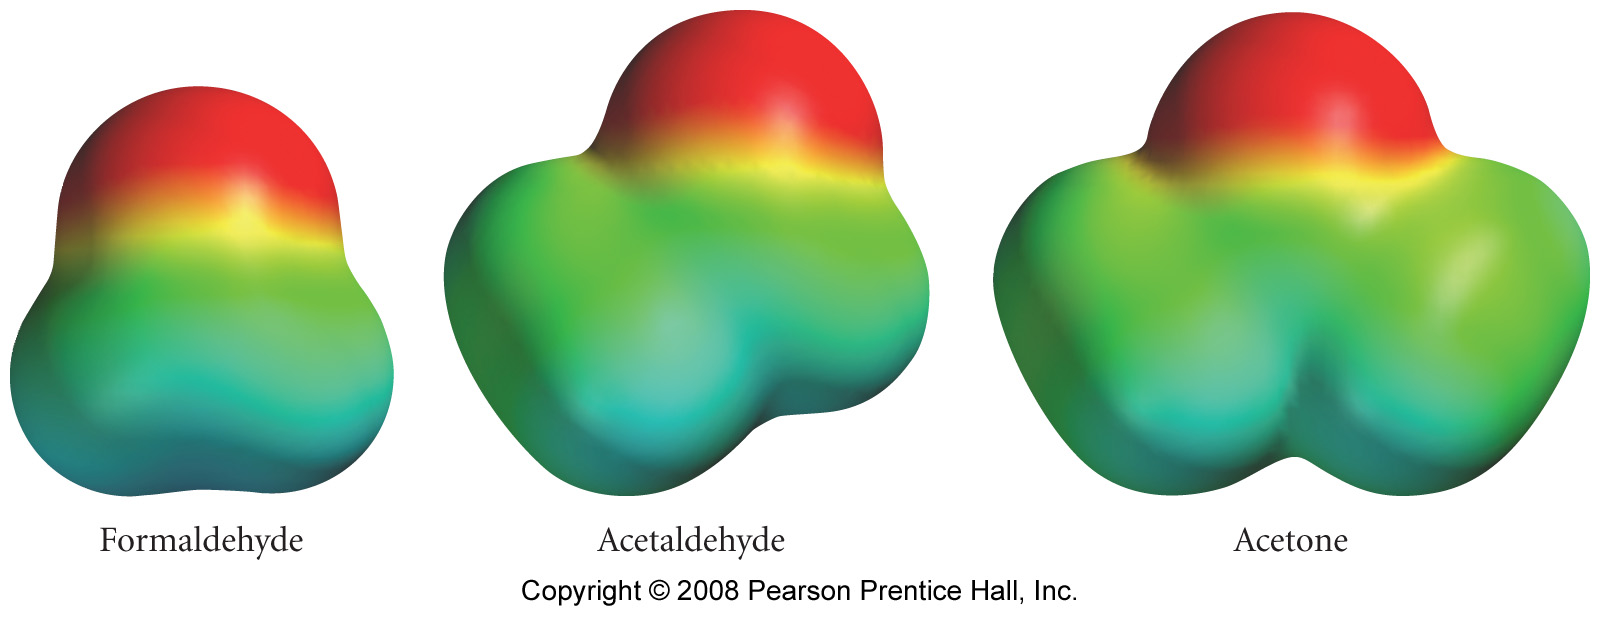 Formaldehyde Acetaldehyde Acetone
Copyright © 2008 Pearson Prentice Hall, Inc.